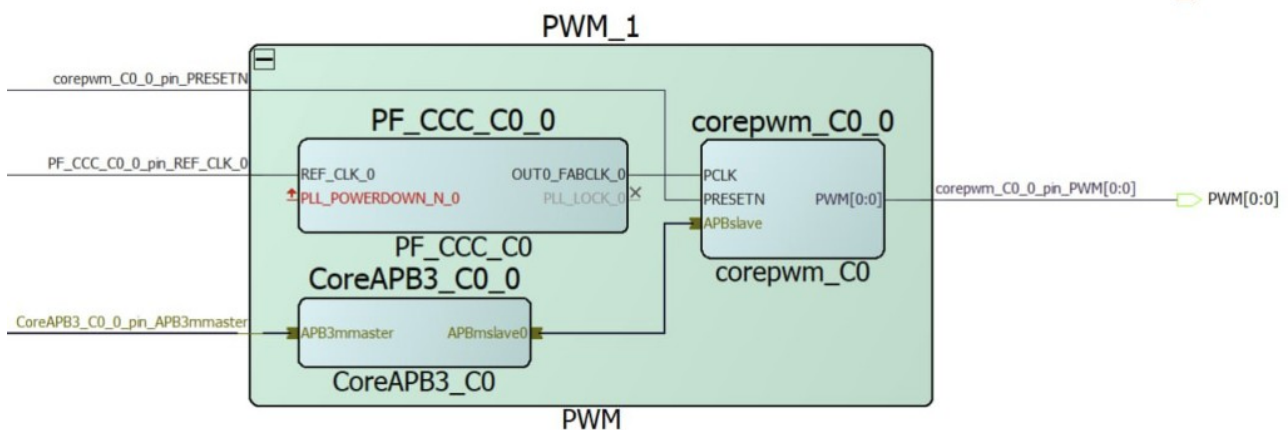 PWM_1
corepwm_C0_0_pin_PRESETN
PF_CCC_C0_0
corepwm_C0_0
PF_CCC_C0_0_pin_REF_CLK_0
REF_CLK_0
OUT0_FABCLK_0
PCLK
PLL_POWERDOWN_N_0
PLL_LOCK_0
PRESETN
PWM[0:0]
corepwm_C0_0_pin_PWM[0:0]
PWM[0:0]
APBslave
PF_CCC_C0
corepwm_C0
CoreAPB3_C0_0
CoreAPB3_C0_0_pin_APB3mmaster
APB3mmaster
APBmslave0
CoreAPB3_C0
PWM